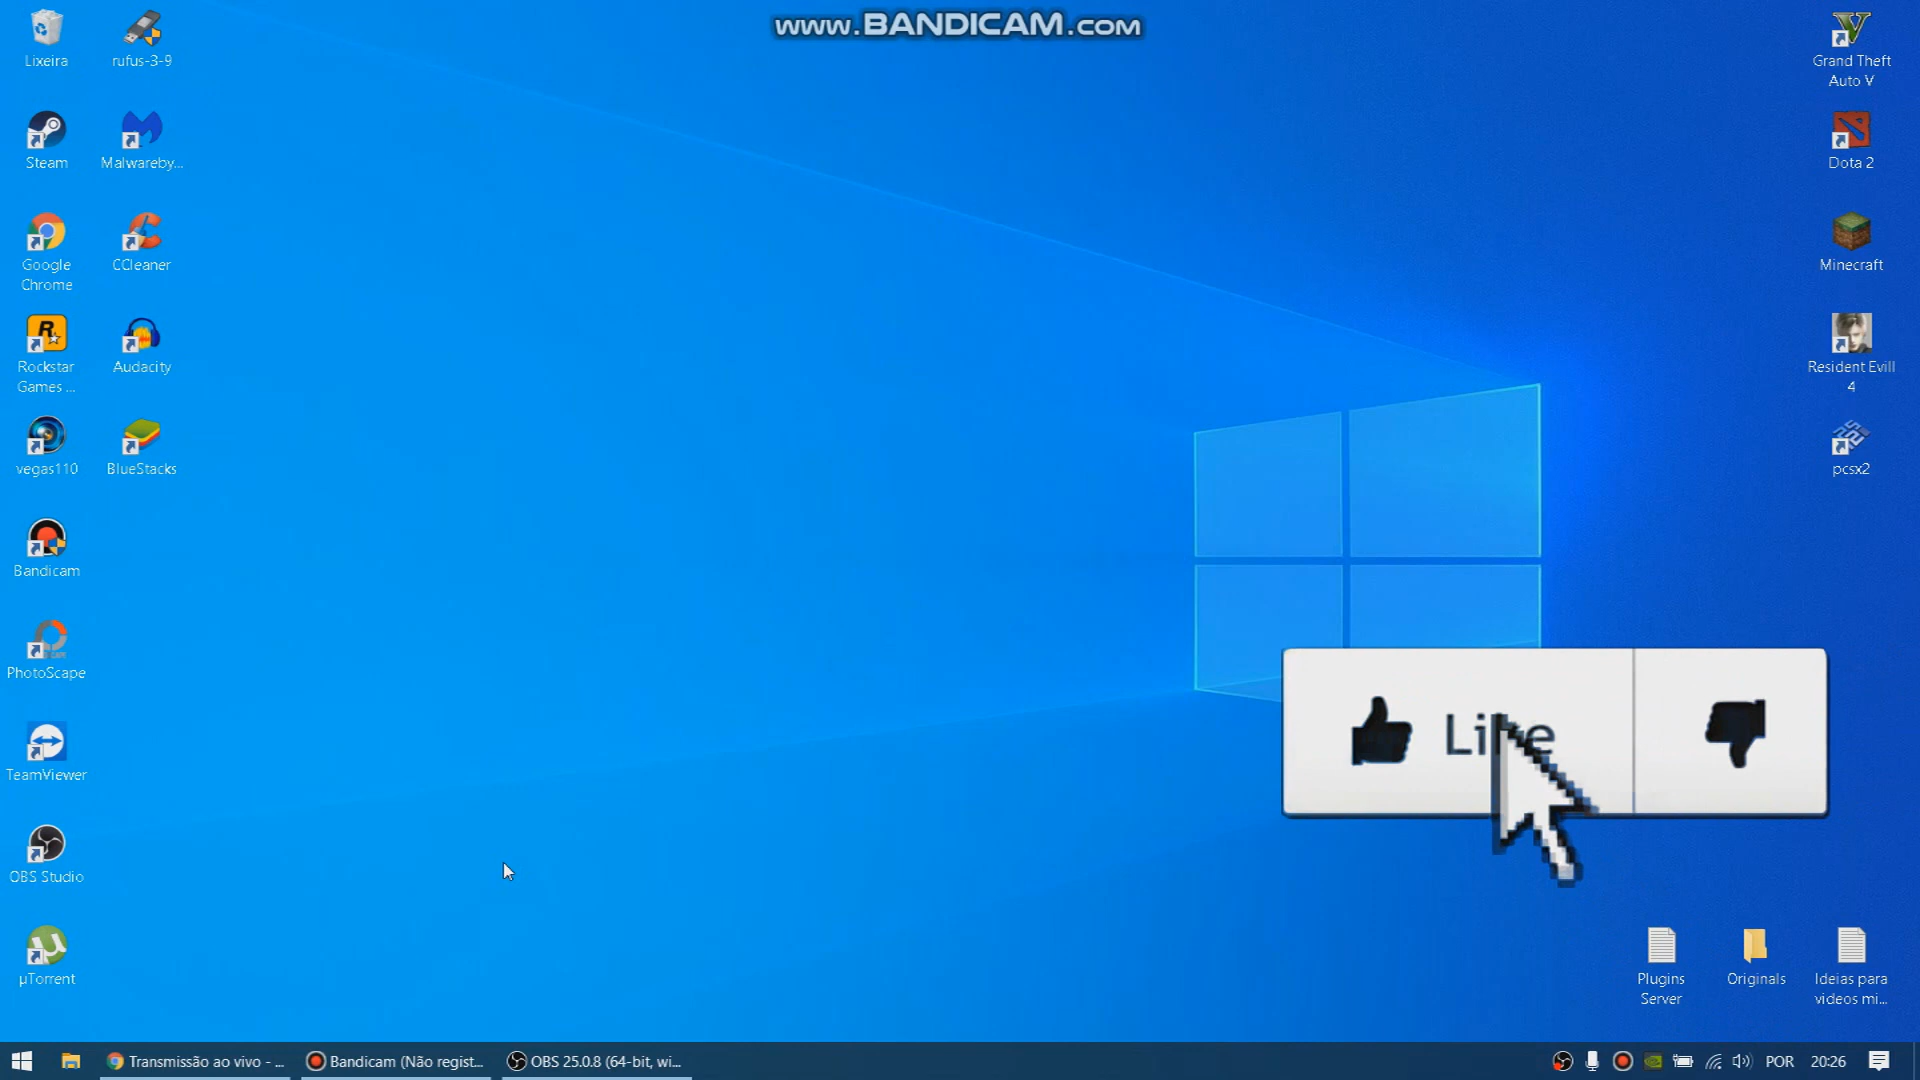 www.BANDICAM.com
Lixeira
rufus-3-9
Steam
Malwareby...
Google
Chrome
CCleaner
Rockstar
Games ...
Audacity
vegas110
BlueStacks
Bandicam
PhotoScape
TeamViewer
OBS Studio
µTorrent
Grand Theft
Auto V
Dota 2
Minecraft
Resident Evill
4
pcsx2
Like
Plugins
Server
Originals
Ideias para
videos mi...
Transmissão ao vivo - ...
Bandicam (Não regist...
OBS 25.0.8 (64-bit, wi...
POR
20:26